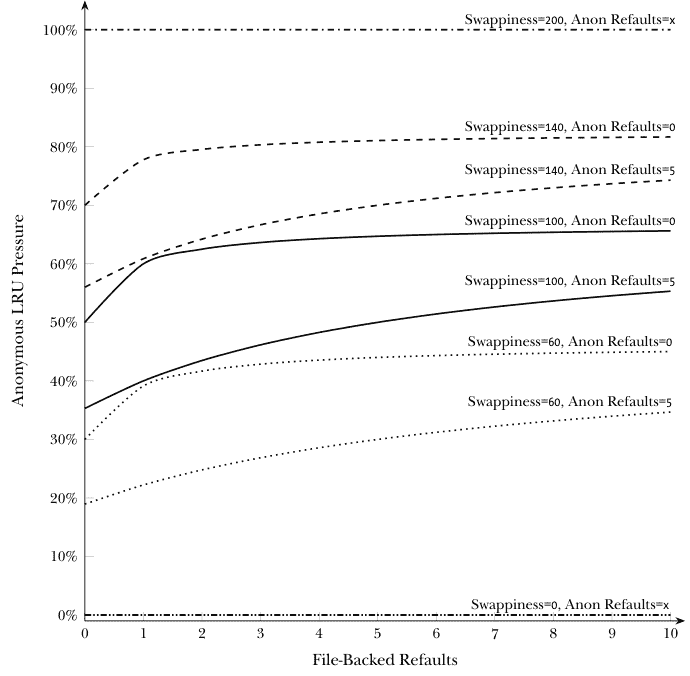 Swappiness=200, Anon Refaults=x
100%
90%
Swappiness=140, Anon Refaults=0
80%
Swappiness=140, Anon Refaults=5
70%
Swappiness=100, Anon Refaults=0
60%
Swappiness=100, Anon Refaults=5
50%
Swappiness=60, Anon Refaults=0
40%
Swappiness=60, Anon Refaults=5
30%
20%
10%
Swappiness=0, Anon Refaults=x
0%
Anonymous LRU Pressure
0 1 2 3 4 5 6 7 8 9 10
File-Backed Refaults